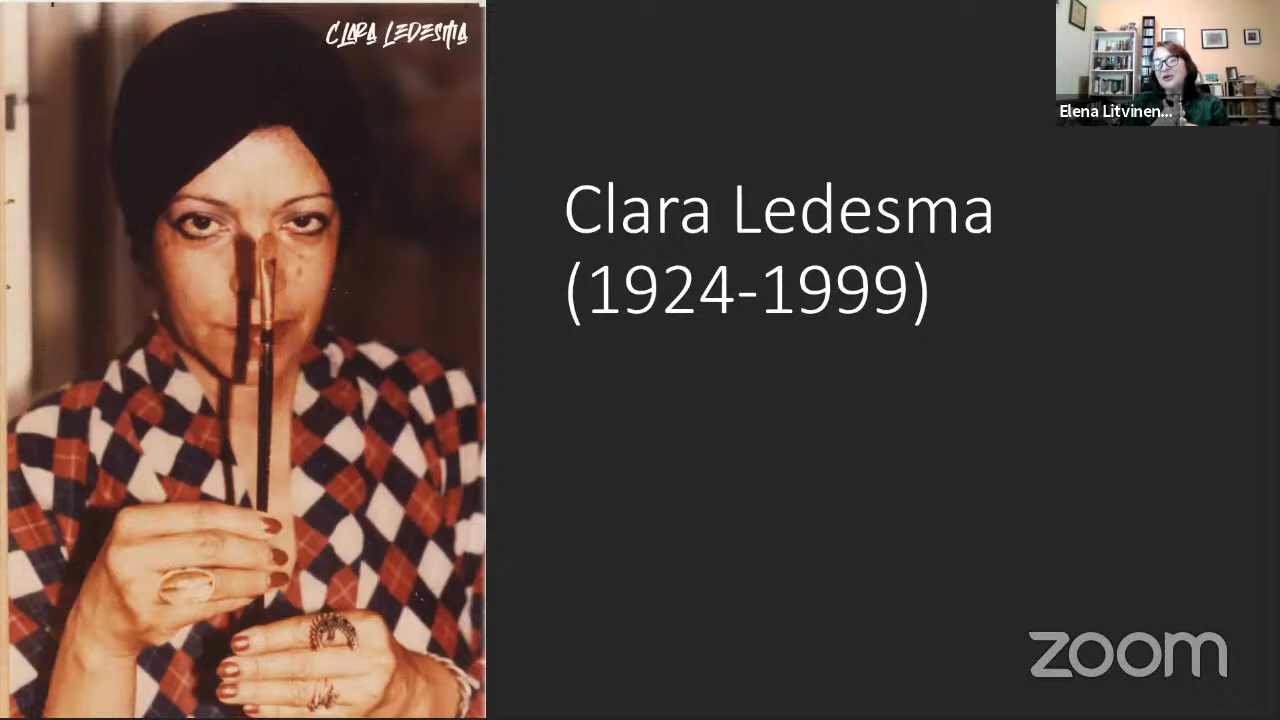 CLARA LEDESMA
Elena Litvinen...
Clara Ledesma
(1924-1999)
zoom